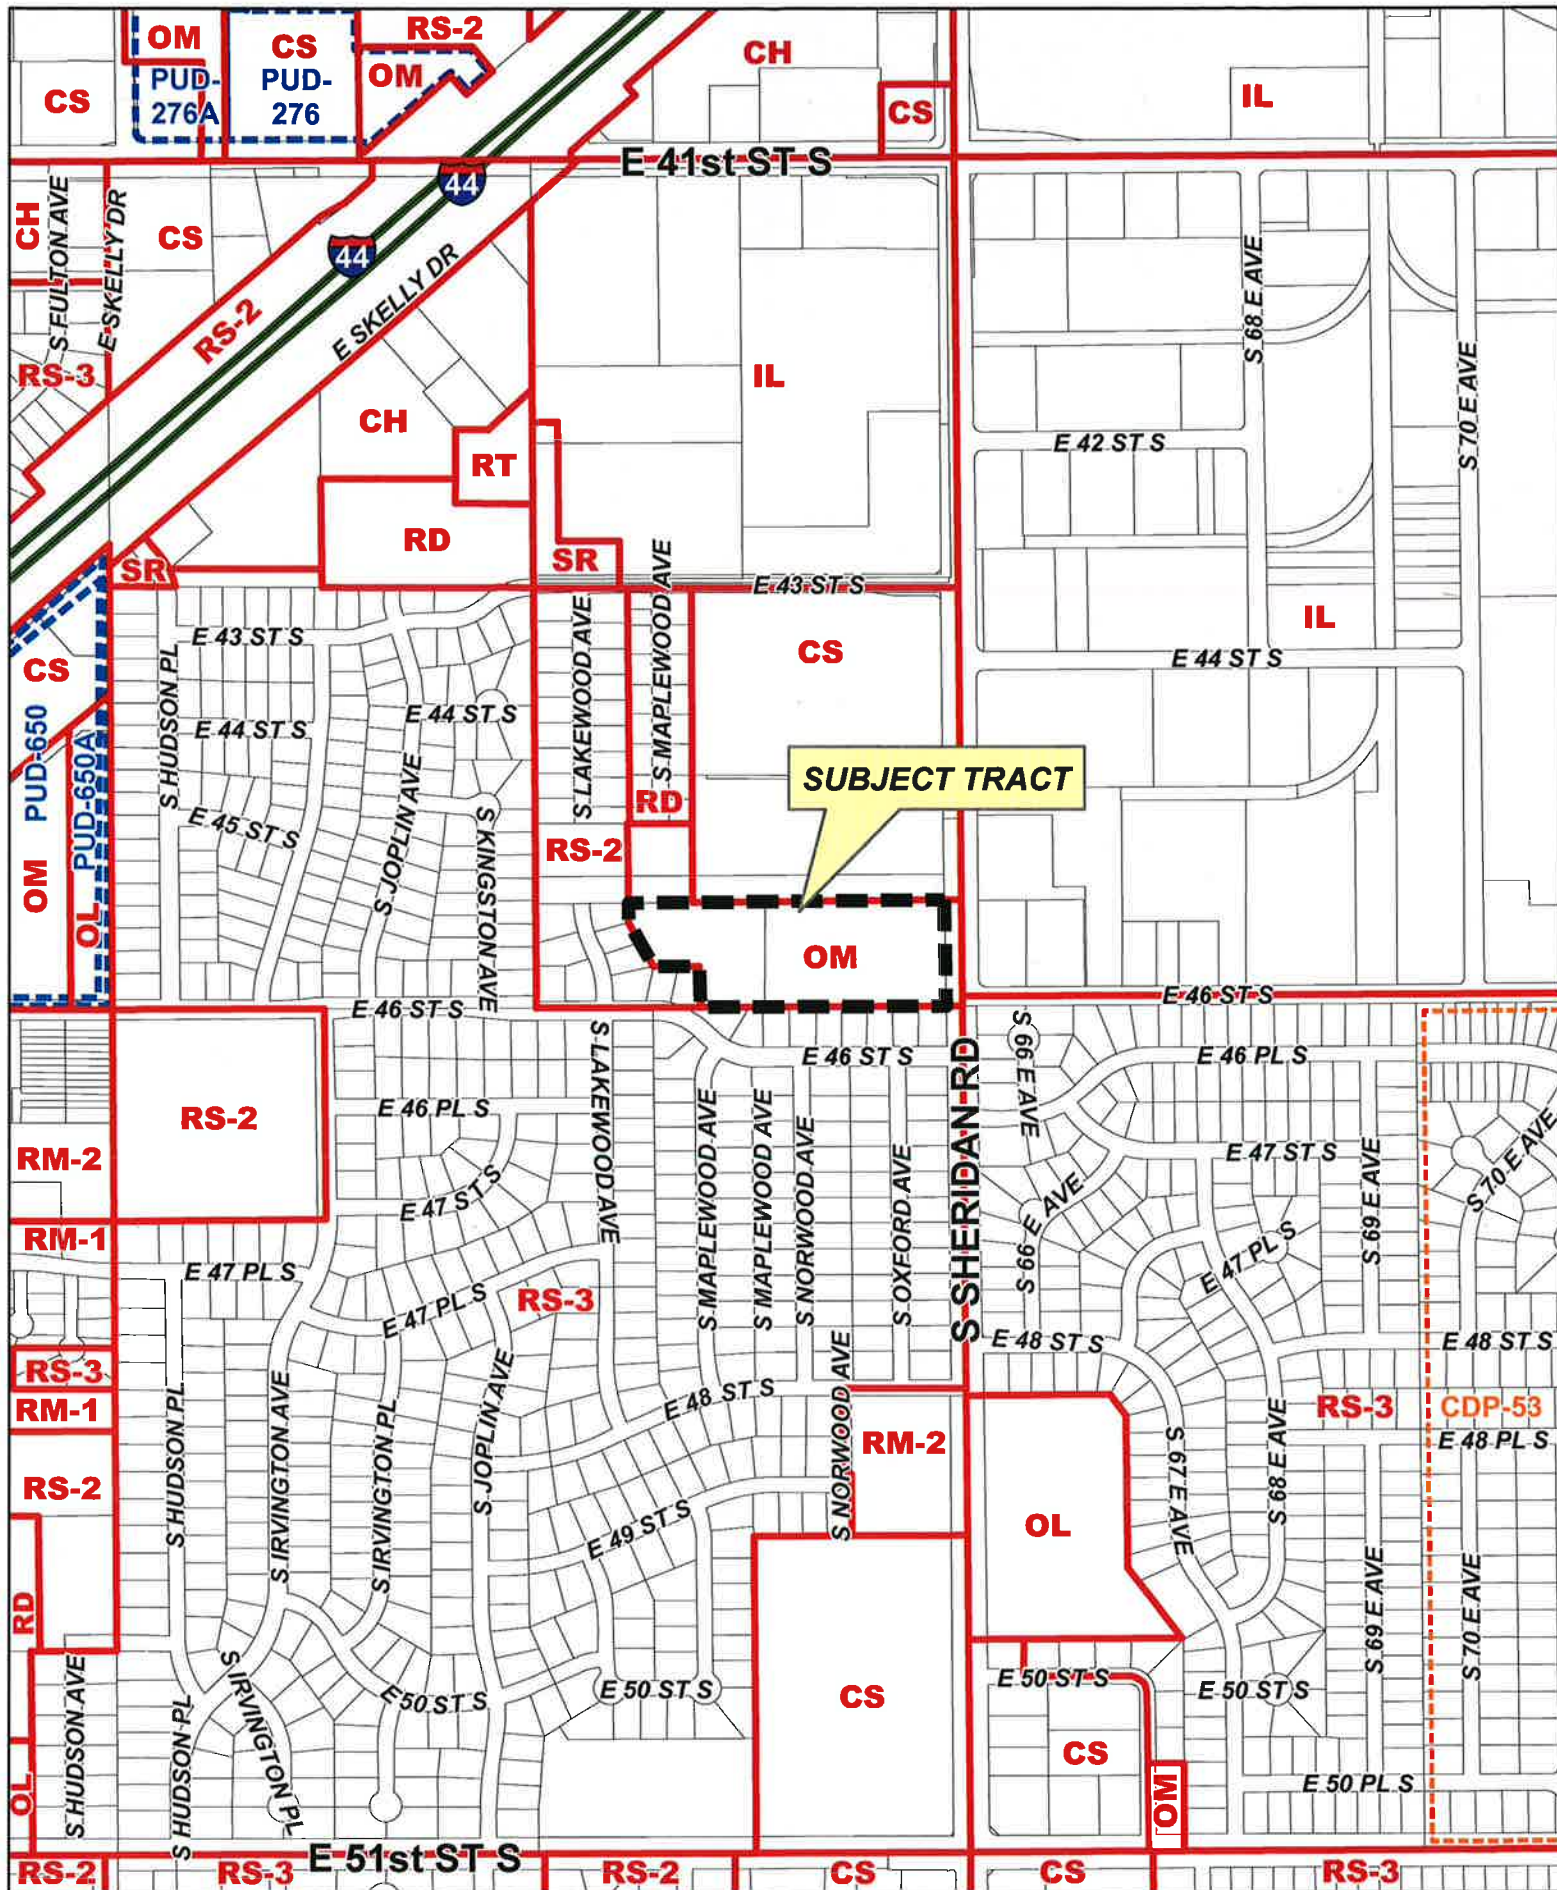 OM
PUD-
276A
CS
PUD-
276
RS-2
OM
CS
CH
CS
IL
E 41st ST S
44
44
CH
S FULTON AVE
E SKELLY DR
CS
RS-2
E SKELLY DR
RS-3
CH
RT
RD
SR
IL
S 68 E AVE
S 70 E AVE
E 42 ST S
SR
S MAPLEWOOD AVE
E 43 ST S
E 43 ST S
S LAKEWOOD AVE
CS
IL
E 44 ST S
CS
PUD-650
PUD-650A
OM
OL
S HUDSON PL
E 44 ST S
E 44 ST S
E 45 ST S
S JOPLIN AVE
S KINGSTON AVE
RD
RS-2
SUBJECT TRACT
OM
E 46 ST S
E 46 ST S
E 46 ST S
S LAKEWOOD AVE
S SHERIDAN RD
S 66 E AVE
E 46 PL S
RS-2
E 46 PL S
RM-2
E 47 ST S
S MAPLEWOOD AVE
S MAPLEWOOD AVE
S NORWOOD AVE
S OXFORD AVE
S 66 E AVE
E 47 ST S
S 69 E AVE
S 70 E AVE
RM-1
E 47 PL S
E 47 PL S
RS-3
E 47 PL S
E 48 ST S
E 48 ST S
RS-3
RM-1
S HUDSON PL
S IRVINGTON AVE
S IRVINGTON PL
S JOPLIN AVE
E 48 ST S
S NORWOOD AVE
RM-2
RS-3
CDP-53
E 48 PL S
RS-2
S 67 E AVE
S 68 E AVE
OL
E 49 ST S
RD
S HUDSON AVE
S IRVINGTON PL
E 50 ST S
E 50 ST S
CS
E 50 ST S
E 50 ST S
S 69 E AVE
S 70 E AVE
OL
S HUDSON PL
CS
OM
E 50 PL S
E 51st ST S
RS-2
RS-3
RS-2
CS
CS
RS-3